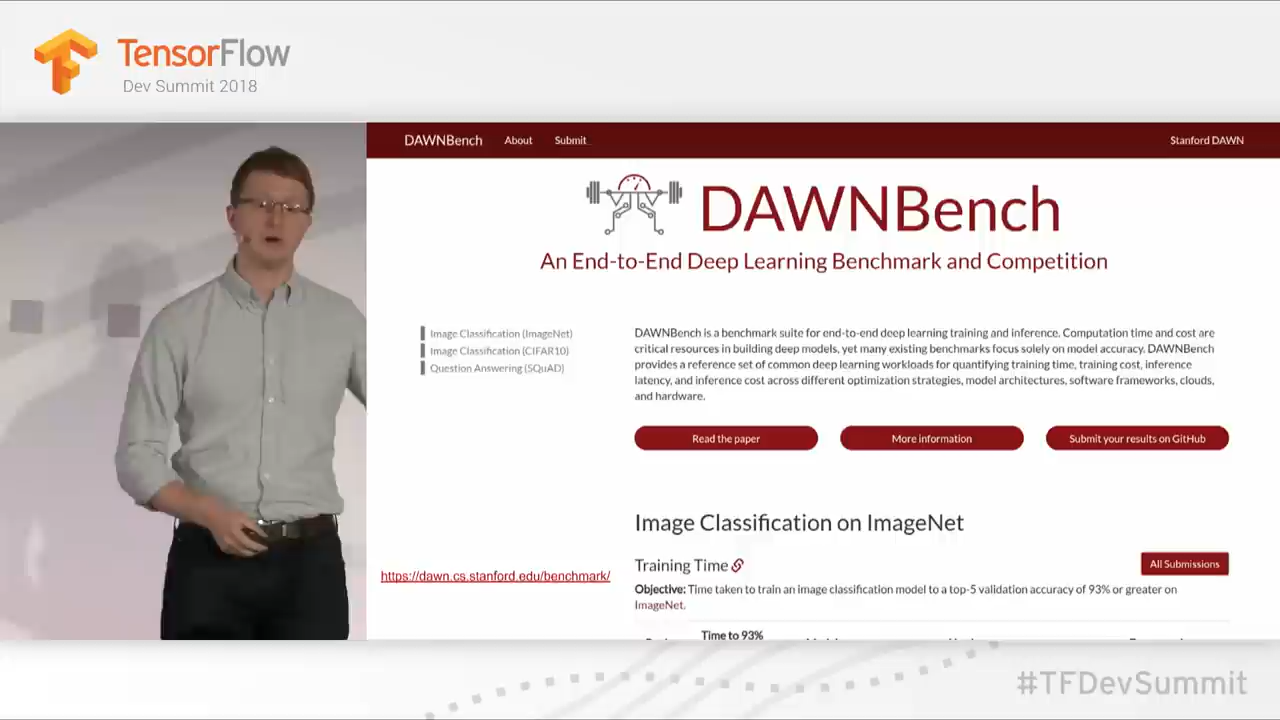 TensorFlow
Dev Summit 2018
DAWNBench About Submit Stanford DAWN
DAWNBench
An End-to-End Deep Learning Benchmark and Competition
Image Classification (ImageNet)
Image Classification (CIFAR10)
Question Answering (SQuAD)
DAWNBench is a benchmark suite for end-to-end deep learning training and inference. Computation time and cost are
critical resources in building deep models, yet many existing benchmarks focus solely on model accuracy. DAWNBench
provides a reference set of common deep learning workloads for quantifying training time, training cost, inference
latency, and inference cost across different optimization strategies, model architectures, software frameworks, clouds,
and hardware.
Read the paper More information Submit your results on GitHub
Image Classification on ImageNet
Training Time All Submissions
Objective: Time taken to train an image classification model to a top-5 validation accuracy of 93% or greater on
ImageNet.
https://dawn.cs.stanford.edu/benchmark/
Time to 93%
#TFDevSummit